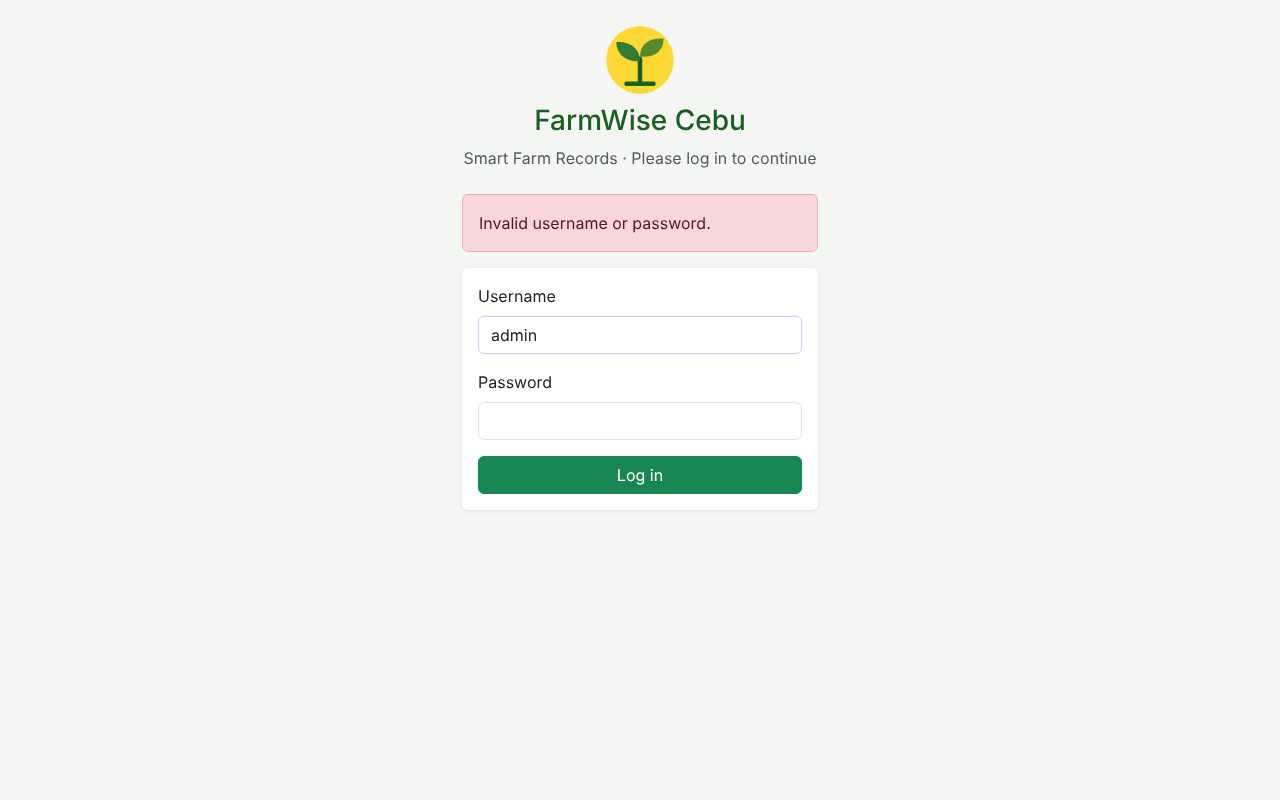 FarmWise Cebu
Smart Farm Records · Please log in to continue
Invalid username or password.
Username
admin
Password
Log in